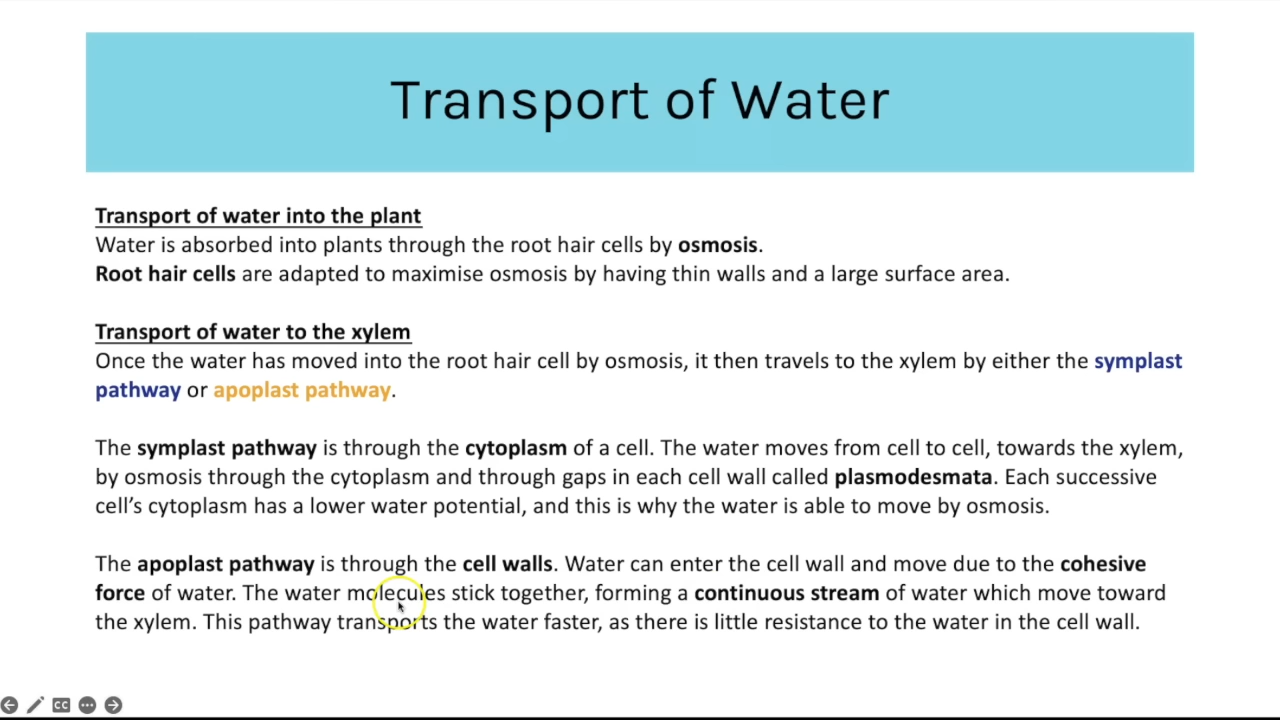 Transport of Water
Transport of water into the plant
Water is absorbed into plants through the root hair cells by osmosis.
Root hair cells are adapted to maximise osmosis by having thin walls and a large surface area.
Transport of water to the xylem
Once the water has moved into the root hair cell by osmosis, it then travels to the xylem by either the symplast
pathway or apoplast pathway.
The symplast pathway is through the cytoplasm of a cell. The water moves from cell to cell, towards the xylem,
by osmosis through the cytoplasm and through gaps in each cell wall called plasmodesmata. Each successive
cell’s cytoplasm has a lower water potential, and this is why the water is able to move by osmosis.
The apoplast pathway is through the cell walls. Water can enter the cell wall and move due to the cohesive
force of water. The water molecules stick together, forming a continuous stream of water which move toward
the xylem. This pathway transports the water faster, as there is little resistance to the water in the cell wall.
CC